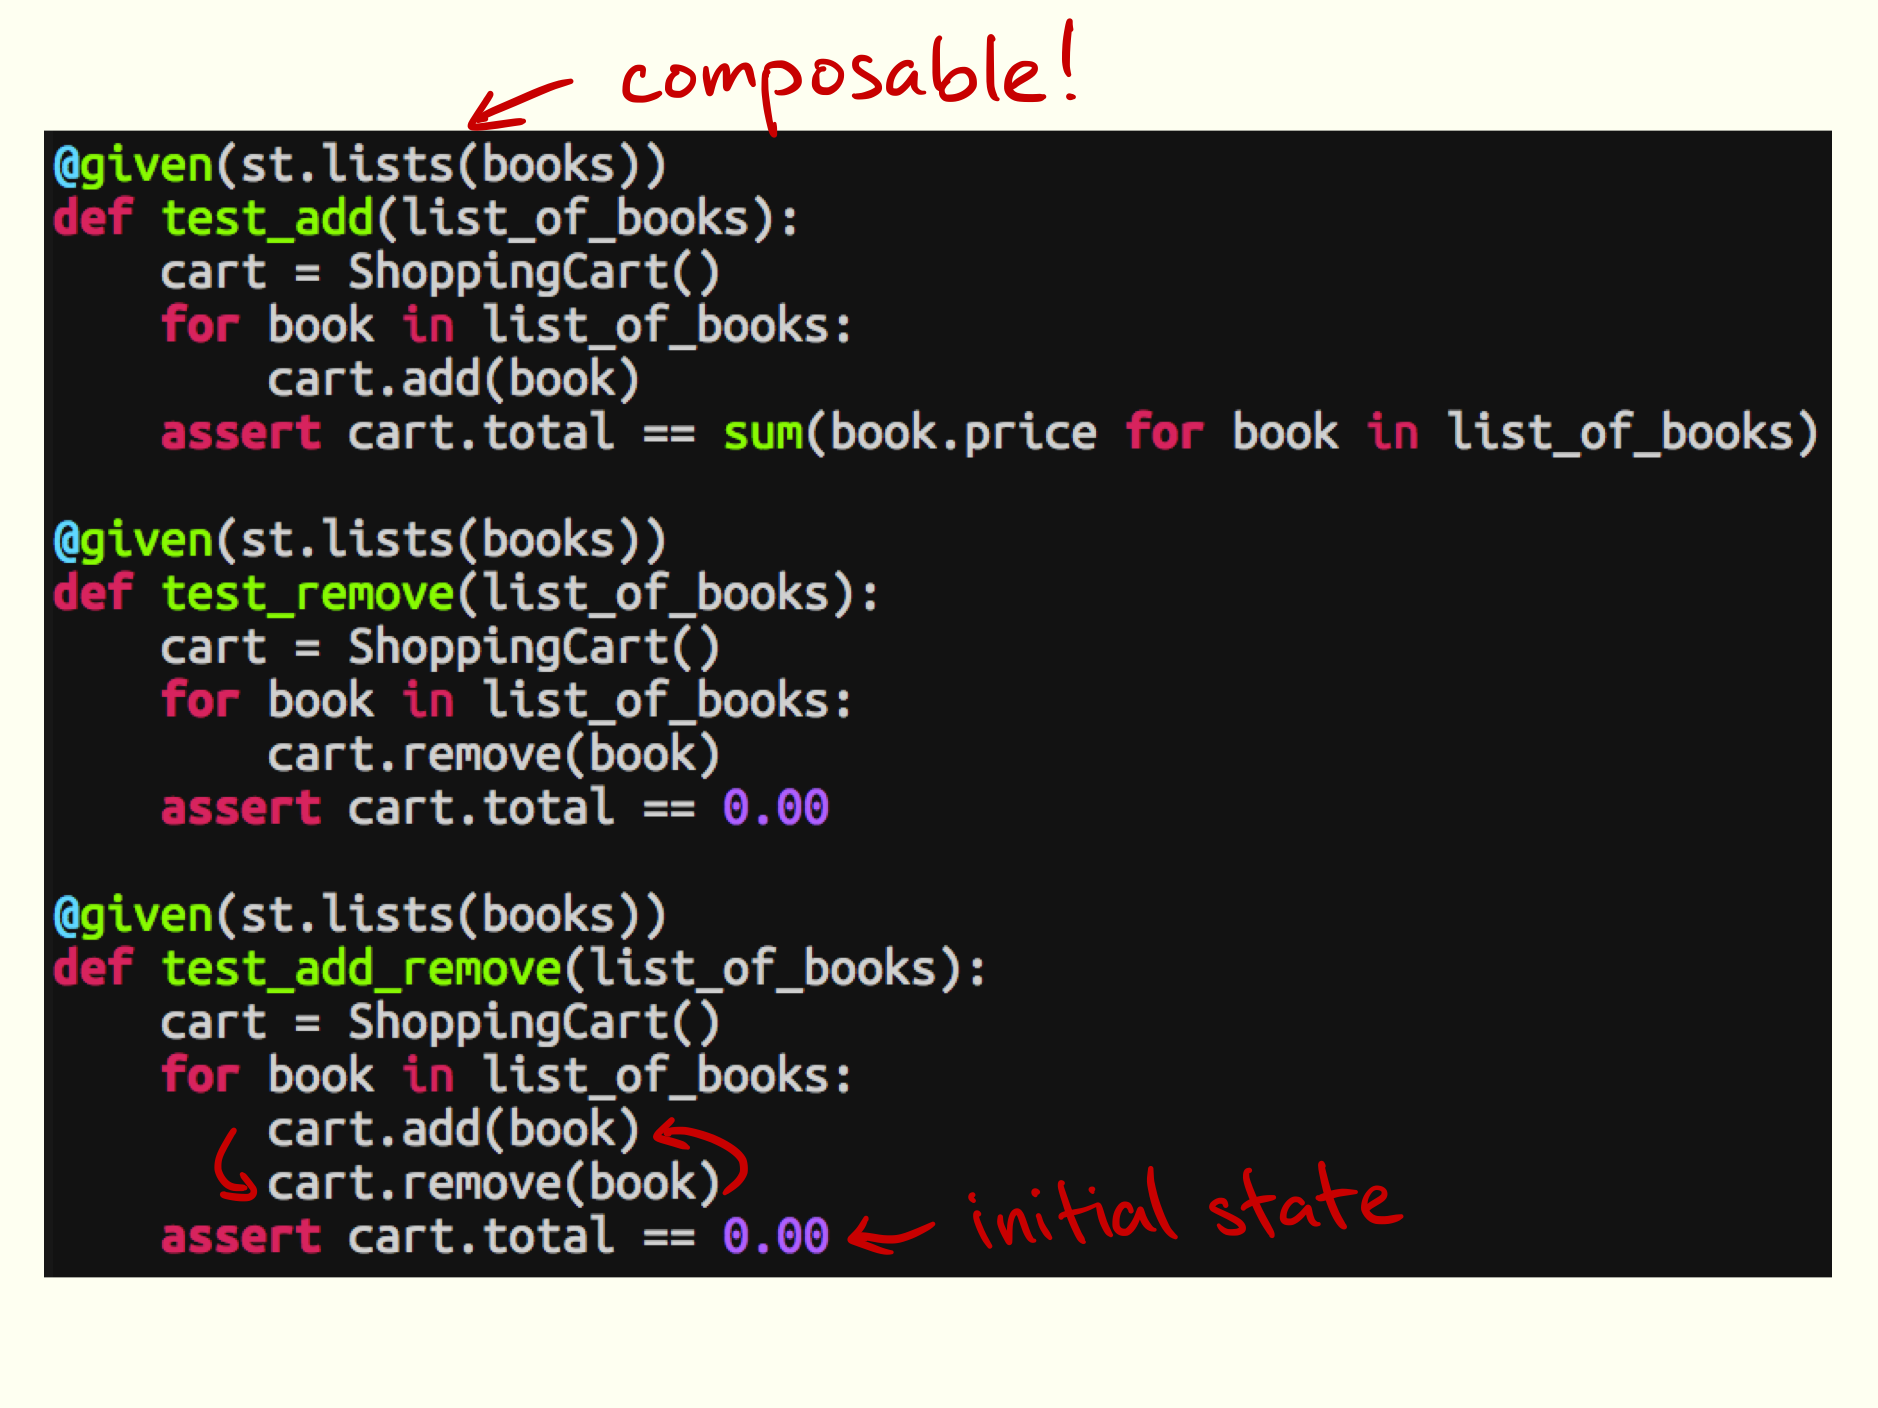 composable!
@given(st.lists(books))
def test_add(list_of_books):
    cart = ShoppingCart()
    for book in list_of_books:
        cart.add(book)
    assert cart.total == sum(book.price for book in list_of_books)

@given(st.lists(books))
def test_remove(list_of_books):
    cart = ShoppingCart()
    for book in list_of_books:
        cart.remove(book)
    assert cart.total == 0.00

@given(st.lists(books))
def test_add_remove(list_of_books):
    cart = ShoppingCart()
    for book in list_of_books:
        cart.add(book)
        cart.remove(book)
    assert cart.total == 0.00
initial state